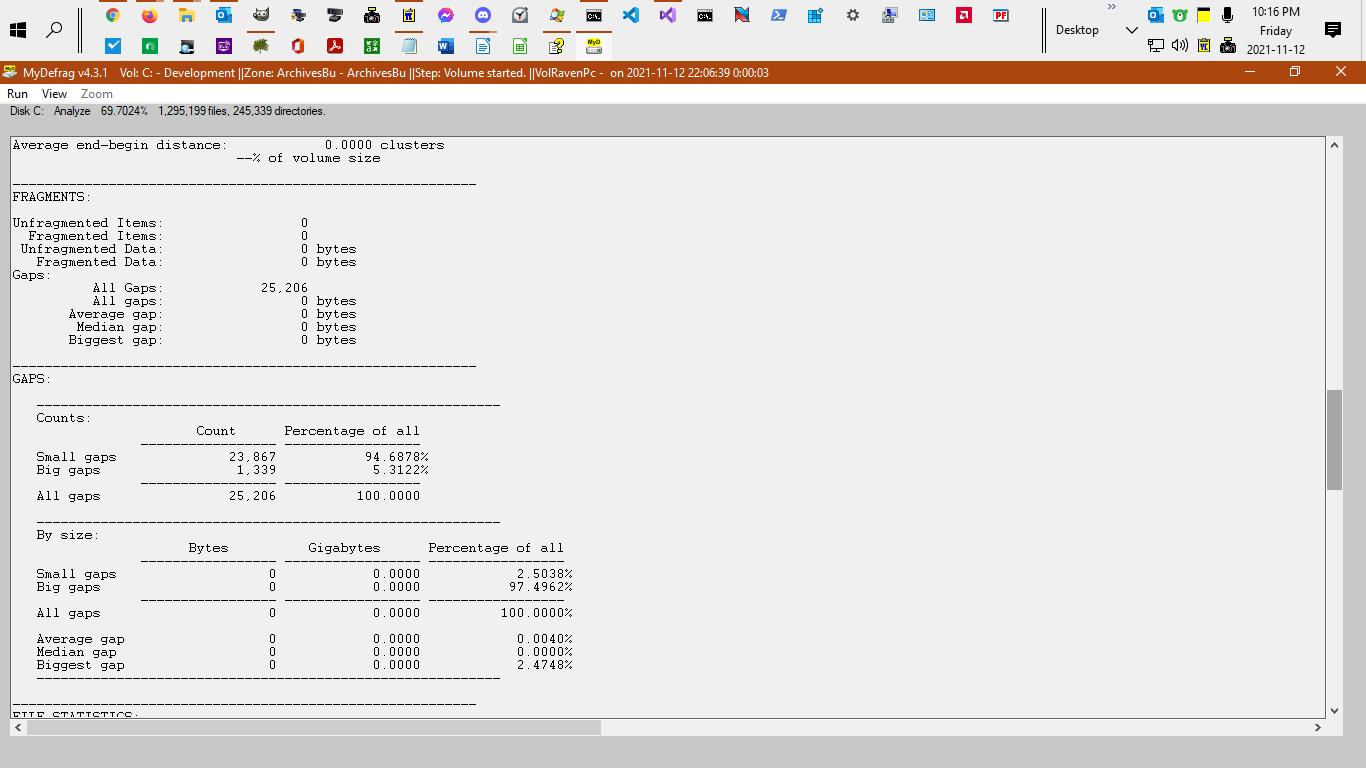 10:16 PM
Friday
2021-11-12
Desktop
MyDefrag v4.3.1 Vol: C: - Development ||Zone: ArchivesBu - ArchivesBu ||Step: Volume started. ||VolRavenPc - on 2021-11-12 22:06:39 0:00:03
Run View Zoom
Disk C: Analyze 69.7024% 1,295,199 files, 245,339 directories.
Average end-begin distance: 0.0000 clusters
--% of volume size
FRAGMENTS:
Unfragmented Items: 0
Fragmented Items: 0
Unfragmented Data: 0 bytes
Fragmented Data: 0 bytes
Gaps:
All Gaps: 25,206
All gaps: 0 bytes
Average gap: 0 bytes
Median gap: 0 bytes
Biggest gap: 0 bytes
GAPS:
Counts:
Count Percentage of all
Small gaps 23,867 94.6878%
Big gaps 1,339 5.3122%
All gaps 25,206 100.0000
By size:
Bytes Gigabytes Percentage of all
Small gaps 0 0.0000 2.5038%
Big gaps 0 0.0000 97.4962%
All gaps 0 0.0000 100.0000%
Average gap 0 0.0000 0.0040%
Median gap 0 0.0000 0.0000%
Biggest gap 0 0.0000 2.4748%
FILE STATISTICS: